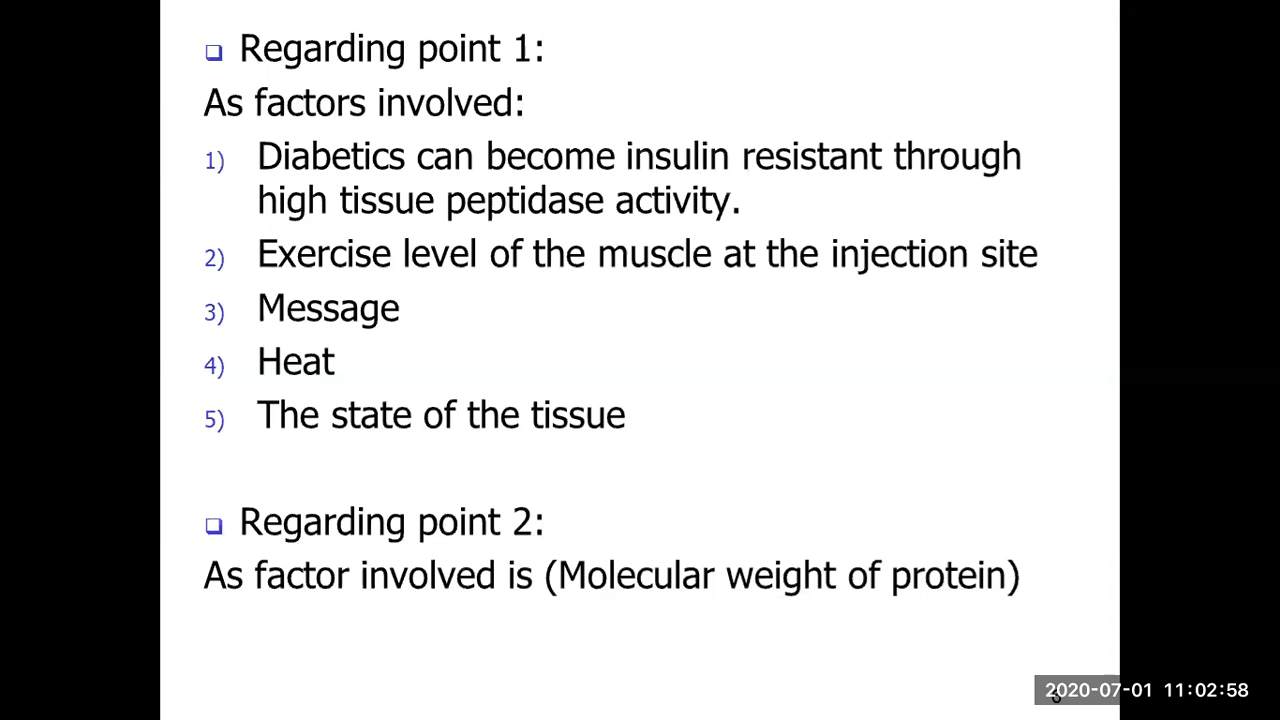 Regarding point 1:
As factors involved:
1) Diabetics can become insulin resistant through
high tissue peptidase activity.
2) Exercise level of the muscle at the injection site
3) Message
4) Heat
5) The state of the tissue
Regarding point 2:
As factor involved is (Molecular weight of protein)
2020-07-01 11:02:58